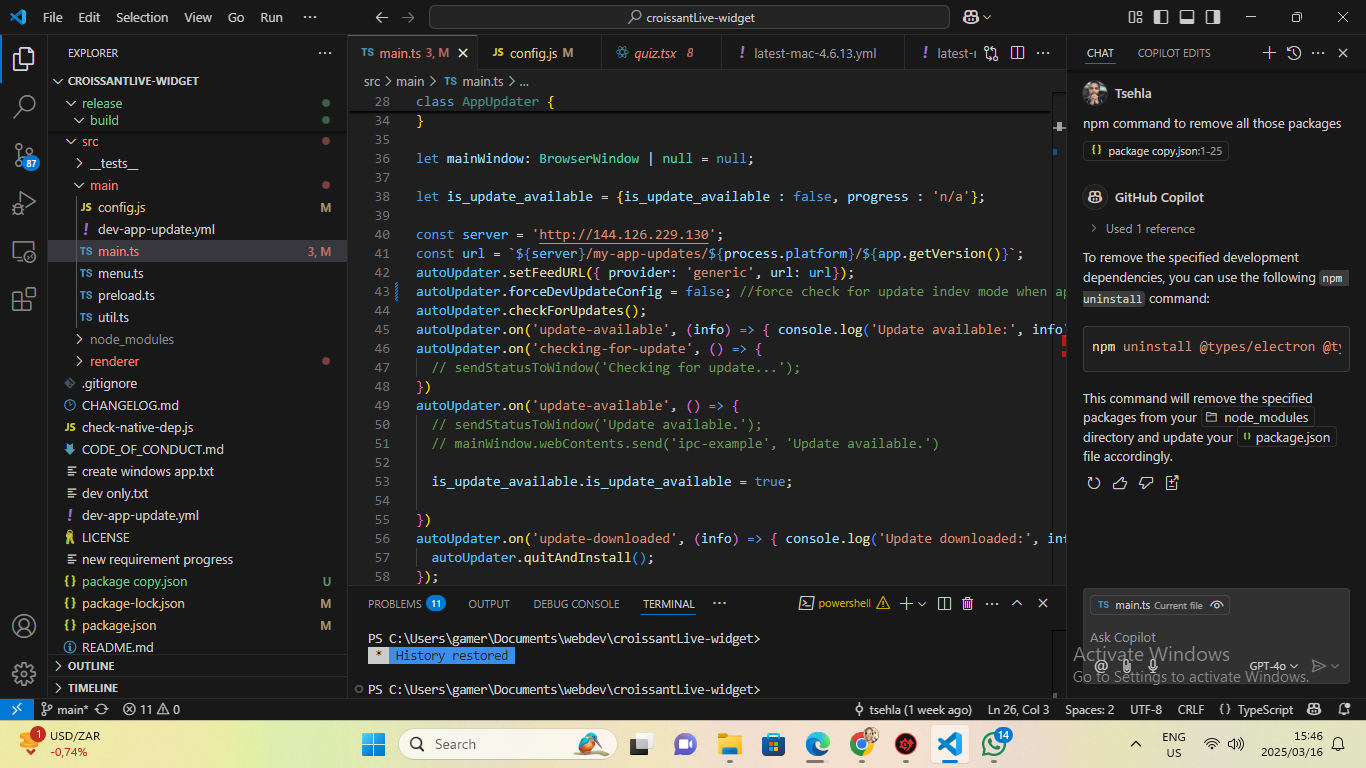 File Edit Selection View Go Run ···
croissantLive-widget
EXPLORER
CROISSANTLIVE-WIDGET
release
build
src
__tests__
main
config.js M
dev-app-update.yml
TS main.ts 3, M
TS menu.ts
TS preload.ts
TS util.ts
node_modules
renderer
.gitignore
CHANGELOG.md
JS check-native-dep.js
CODE_OF_CONDUCT.md
create windows app.txt
dev only.txt
dev-app-update.yml
LICENSE
new requirement progress
package copy.json U
package-lock.json M
package.json M
README.md
OUTLINE
TIMELINE
87
TS main.ts 3, M
JS config.js M
quiz.tsx 8
latest-mac-4.6.13.yml
src > main > TS main.ts > ...
28 class AppUpdater {
34 }
35
36 let mainWindow: BrowserWindow | null = null;
37
38 let is_update_available = {is_update_available : false, progress : 'n/a'};
39
40 const server = 'http://144.126.229.130';
41 const url = `${server}/my-app-updates/${process.platform}/${app.getVersion()}`;
42 autoUpdater.setFeedURL({ provider: 'generic', url: url});
43 autoUpdater.forceDevUpdateConfig = false; //force check for update indev mode when ap
44 autoUpdater.checkForUpdates();
45 autoUpdater.on('update-available', (info) => { console.log('Update available:', info)
46 autoUpdater.on('checking-for-update', () => {
47 // sendStatusToWindow('Checking for update...');
48 })
49 autoUpdater.on('update-available', () => {
50 // sendStatusToWindow('Update available.');
51 // mainWindow.webContents.send('ipc-example', 'Update available.')
52
53 is_update_available.is_update_available = true;
54
55 })
56 autoUpdater.on('update-downloaded', (info) => { console.log('Update downloaded:', inf
57 autoUpdater.quitAndInstall();
58 });
PROBLEMS 11 OUTPUT DEBUG CONSOLE TERMINAL ··· powershell
PS C:\Users\gamer\Documents\webdev\croissantLive-widget>
* History restored
PS C:\Users\gamer\Documents\webdev\croissantLive-widget>
CHAT COPILOT EDITS
Tsehla
npm command to remove all those packages
package copy.json:1-25
GitHub Copilot
Used 1 reference
To remove the specified development
dependencies, you can use the following npm
uninstall command:
npm uninstall @types/electron @ty
This command will remove the specified
packages from your node_modules
directory and update your package.json
file accordingly.
TS main.ts Current file
Ask Copilot
GPT-4o
Activate Windows
Go to Settings to activate Windows.
main* 11 0 tsehla (1 week ago) Ln 26, Col 3 Spaces: 2 UTF-8 CRLF {} TypeScript
1
USD/ZAR
-0,74%
Search
14
ENG
US
15:46
2025/03/16